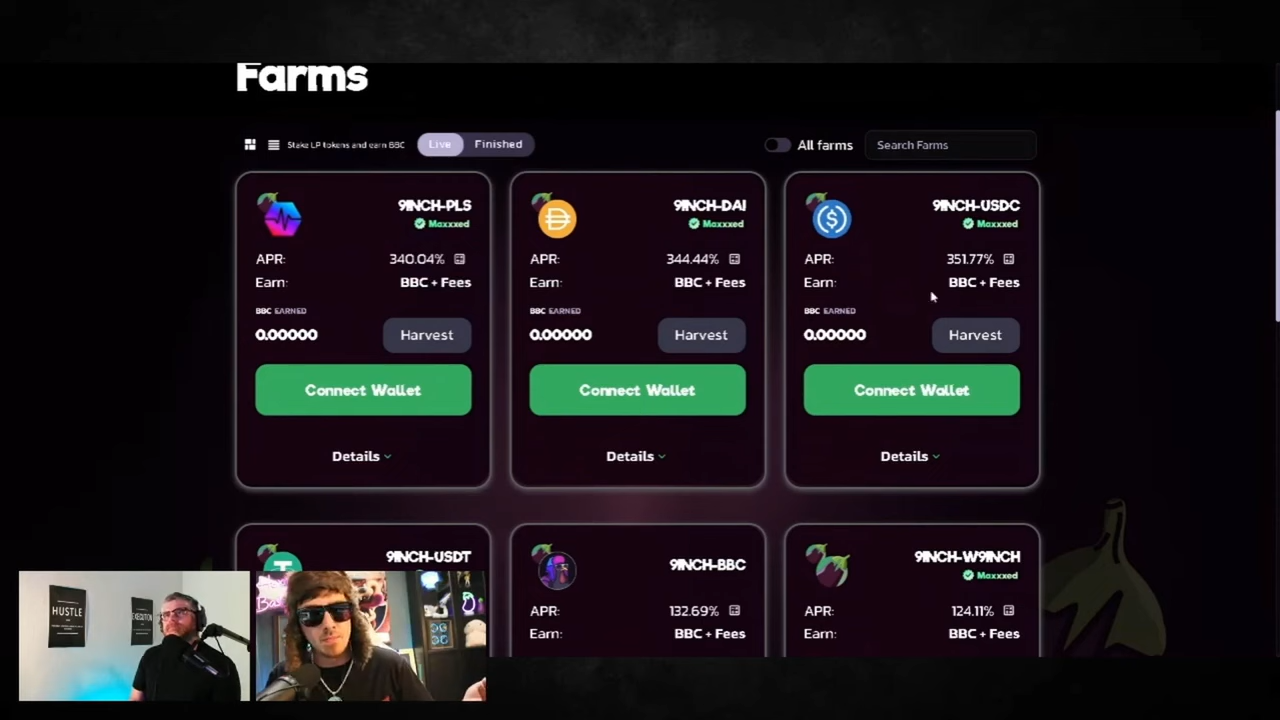 Farms
Stake LP tokens and earn BBC
Live
Finished
All farms
Search Farms
9INCH-PLS
Maxxxed
APR: 340.04%
Earn: BBC + Fees
BBC EARNED
0.00000
Harvest
Connect Wallet
Details
9INCH-DAI
Maxxxed
APR: 344.44%
Earn: BBC + Fees
BBC EARNED
0.00000
Harvest
Connect Wallet
Details
9INCH-USDC
Maxxxed
APR: 351.77%
Earn: BBC + Fees
BBC EARNED
0.00000
Harvest
Connect Wallet
Details
9INCH-USDT
9INCH-BBC
APR: 132.69%
Earn: BBC + Fees
9INCH-W9INCH
Maxxxed
APR: 124.11%
Earn: BBC + Fees
HUSTLE
EXECUTION